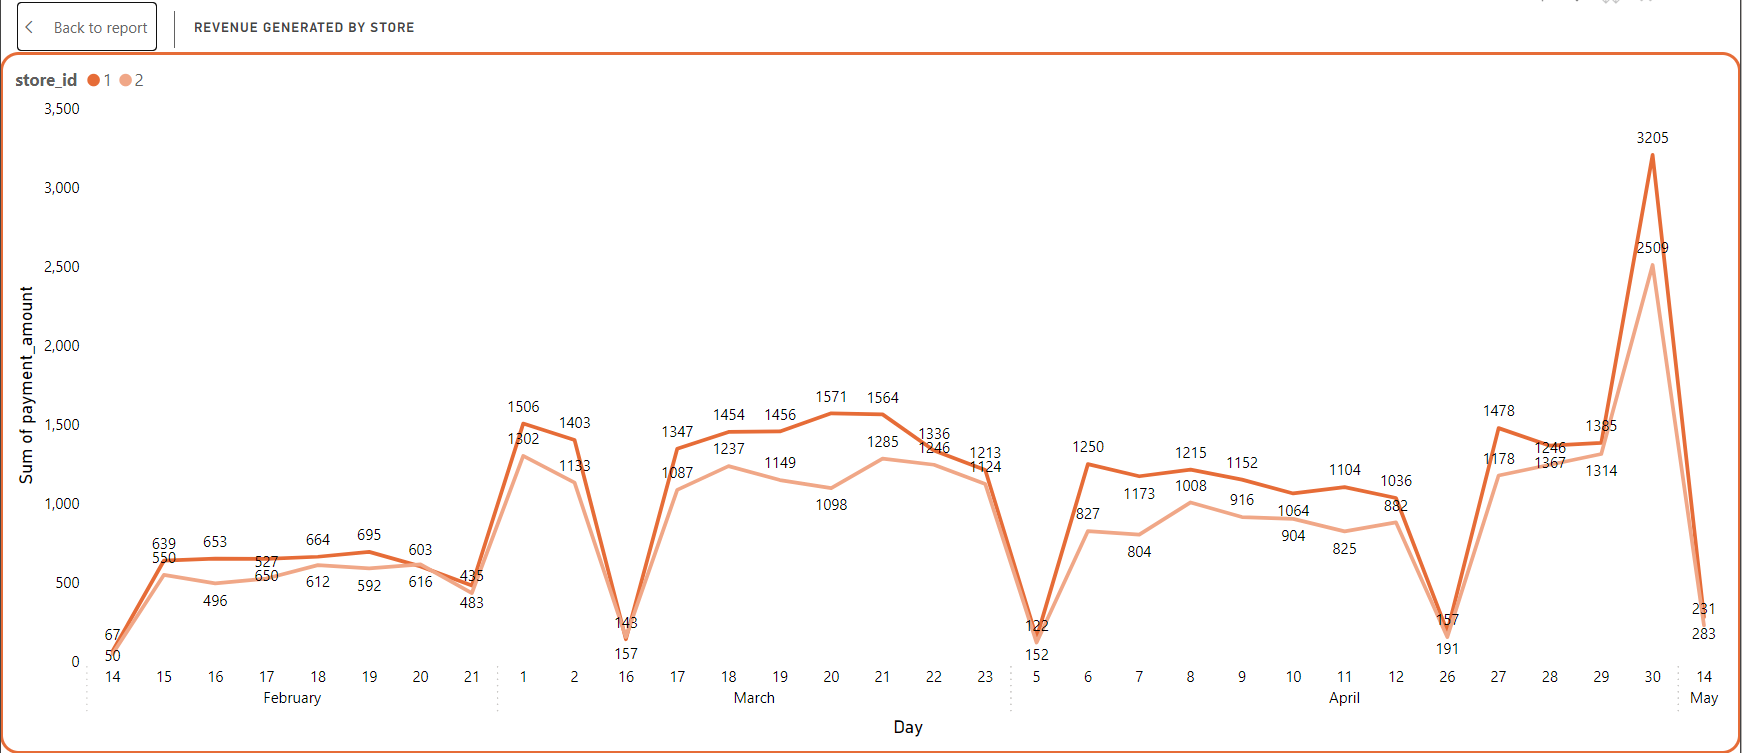 Back to report
REVENUE GENERATED BY STORE
store_id 1 2
3,500
3,000
2,500
2,000
1,500
1,000
500
0
Sum of payment_amount
67 639 653 527 664 695 603 435
50 550 496 650 612 592 616 483
1506 1403 143 1347 1454 1456 1571 1564 1336 1213
1302 1133 157 1087 1237 1149 1098 1285 1246 1124
122 1250 1173 1215 1152 1064 1104 1036 157 1478 1246 1385 3205
152 827 804 1008 916 904 825 882 191 1178 1367 1314 2509
231
283
14 15 16 17 18 19 20 21 1 2 16 17 18 19 20 21 22 23 5 6 7 8 9 10 11 12 26 27 28 29 30 14
February March April May
Day